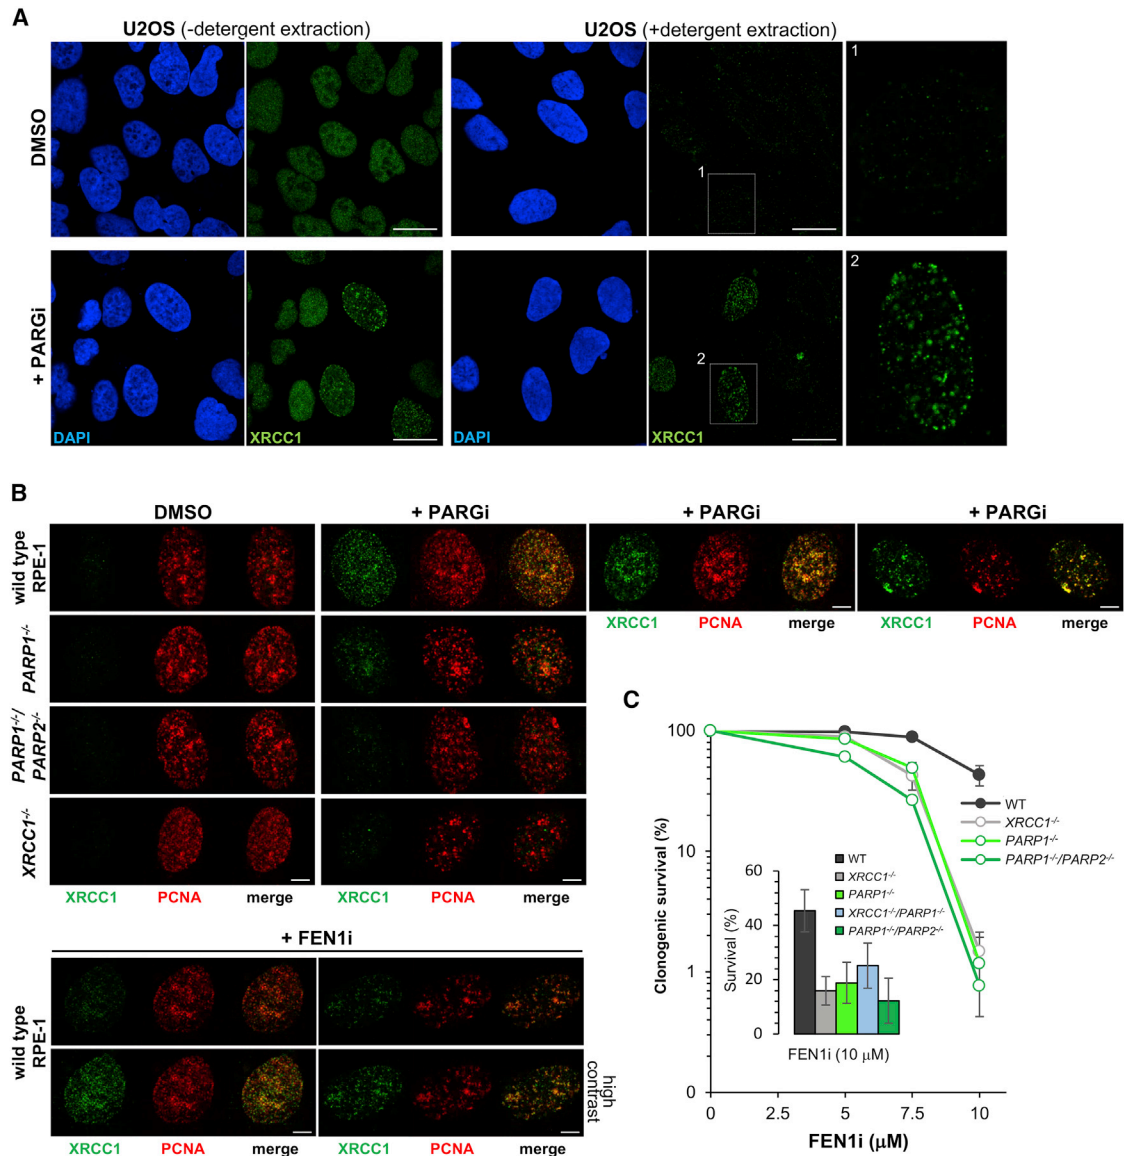 A
U2OS (-detergent extraction)
U2OS (+detergent extraction)
DMSO
1
1
+ PARGi
DAPI
XRCC1
DAPI
2
XRCC1
2
B
DMSO
+ PARGi
+ PARGi
+ PARGi
wild type
RPE-1
XRCC1 PCNA merge
XRCC1 PCNA merge
PARP1-/-
PARP1-/-/
PARP2-/-
XRCC1-/-
XRCC1 PCNA merge
XRCC1 PCNA merge
+ FEN1i
wild type
RPE-1
high
contrast
XRCC1 PCNA merge
XRCC1 PCNA merge
C
Clonogenic survival (%)
100
10
1
0
0 2.5 5 7.5 10
FEN1i (μM)
WT
XRCC1-/-
PARP1-/-
PARP1-/-/PARP2-/-
Survival (%)
60
40
20
0
WT
XRCC1-/-
PARP1-/-
XRCC1-/-/PARP1-/-
PARP1-/-/PARP2-/-
FEN1i (10 μM)